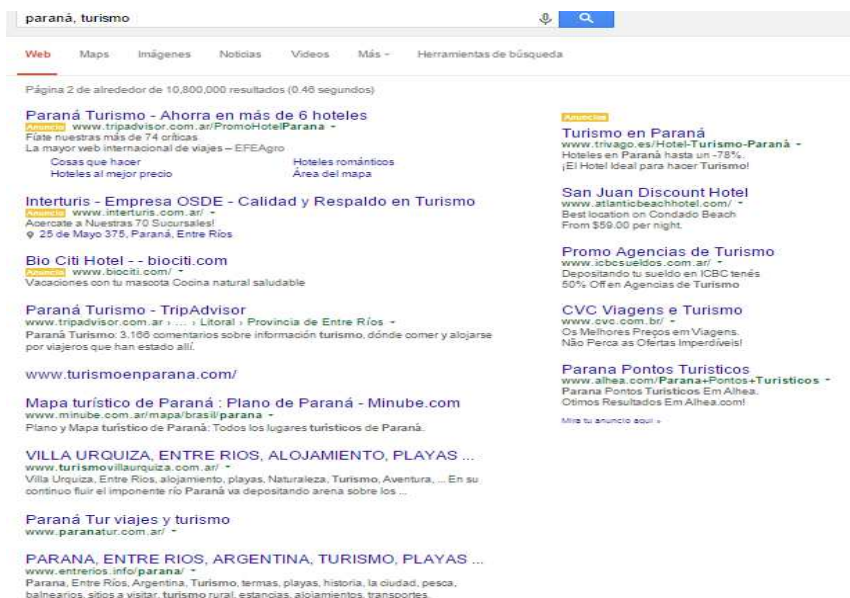 paraná, turismo
Web Maps Imágenes Noticias Videos Más Herramientas de búsqueda
Página 2 de alrededor de 10,800,000 resultados (0.46 segundos)
Paraná Turismo - Ahorra en más de 6 hoteles
Anuncio www.tripadvisor.com.ar/PromoHotelParana
Fíate nuestras más de 74 críticas
La mayor web internacional de viajes – EFEAgro
Cosas que hacer Hoteles románticos
Hoteles al mejor precio Área del mapa
Interturis - Empresa OSDE - Calidad y Respaldo en Turismo
Anuncio www.interturis.com.ar/
Acercate a Nuestras 70 Sucursales!
25 de Mayo 375, Paraná, Entre Ríos
Bio Citi Hotel - - biociti.com
Anuncio www.biociti.com/
Vacaciones con tu mascota Cocina natural saludable
Paraná Turismo - TripAdvisor
www.tripadvisor.com.ar › ... › Litoral › Provincia de Entre Ríos
Paraná Turismo: 3.166 comentarios sobre información turismo, dónde comer y alojarse
por viajeros que han estado allí.
www.turismoenparana.com/
Mapa turístico de Paraná : Plano de Paraná - Minube.com
www.minube.com.ar/mapa/brasil/parana
Plano y Mapa turístico de Paraná: Todos los lugares turísticos de Paraná.
VILLA URQUIZA, ENTRE RIOS, ALOJAMIENTO, PLAYAS ...
www.turismovillaurquiza.com.ar/
Villa Urquiza, Entre Rios, alojamiento, playas, Naturaleza, Turismo, Aventura, ... En su
continuo fluir el imponente río Paraná va depositando arena sobre los ...
Paraná Tur viajes y turismo
www.paranatur.com.ar/
PARANA, ENTRE RIOS, ARGENTINA, TURISMO, PLAYAS ...
www.entrerios.info/parana/
Parana, Entre Ríos, Argentina, Turismo, termas, playas, historia, la ciudad, pesca,
balnearios, sitios a visitar, turismo rural, estancias, alojamientos, transportes.
Anuncios
Turismo en Paraná
www.trivago.es/Hotel-Turismo-Paraná
Hoteles en Paraná hasta un -78%.
¡El Hotel Ideal para hacer Turismo!
San Juan Discount Hotel
www.atlanticbeachhotel.com/
Best location on Condado Beach
From $59.00 per night.
Promo Agencias de Turismo
www.icbcsueldos.com.ar/
Depositando tu sueldo en ICBC tenés
50% Off en Agencias de Turismo
CVC Viagens e Turismo
www.cvc.com.br/
Os Melhores Preços em Viagens.
Não Perca as Ofertas Imperdíveis!
Parana Pontos Turisticos
www.alhea.com/Parana+Pontos+Turisticos
Parana Pontos Turisticos Em Alhea.
Otimos Resultados Em Alhea.com!
Mira tu anuncio aquí »